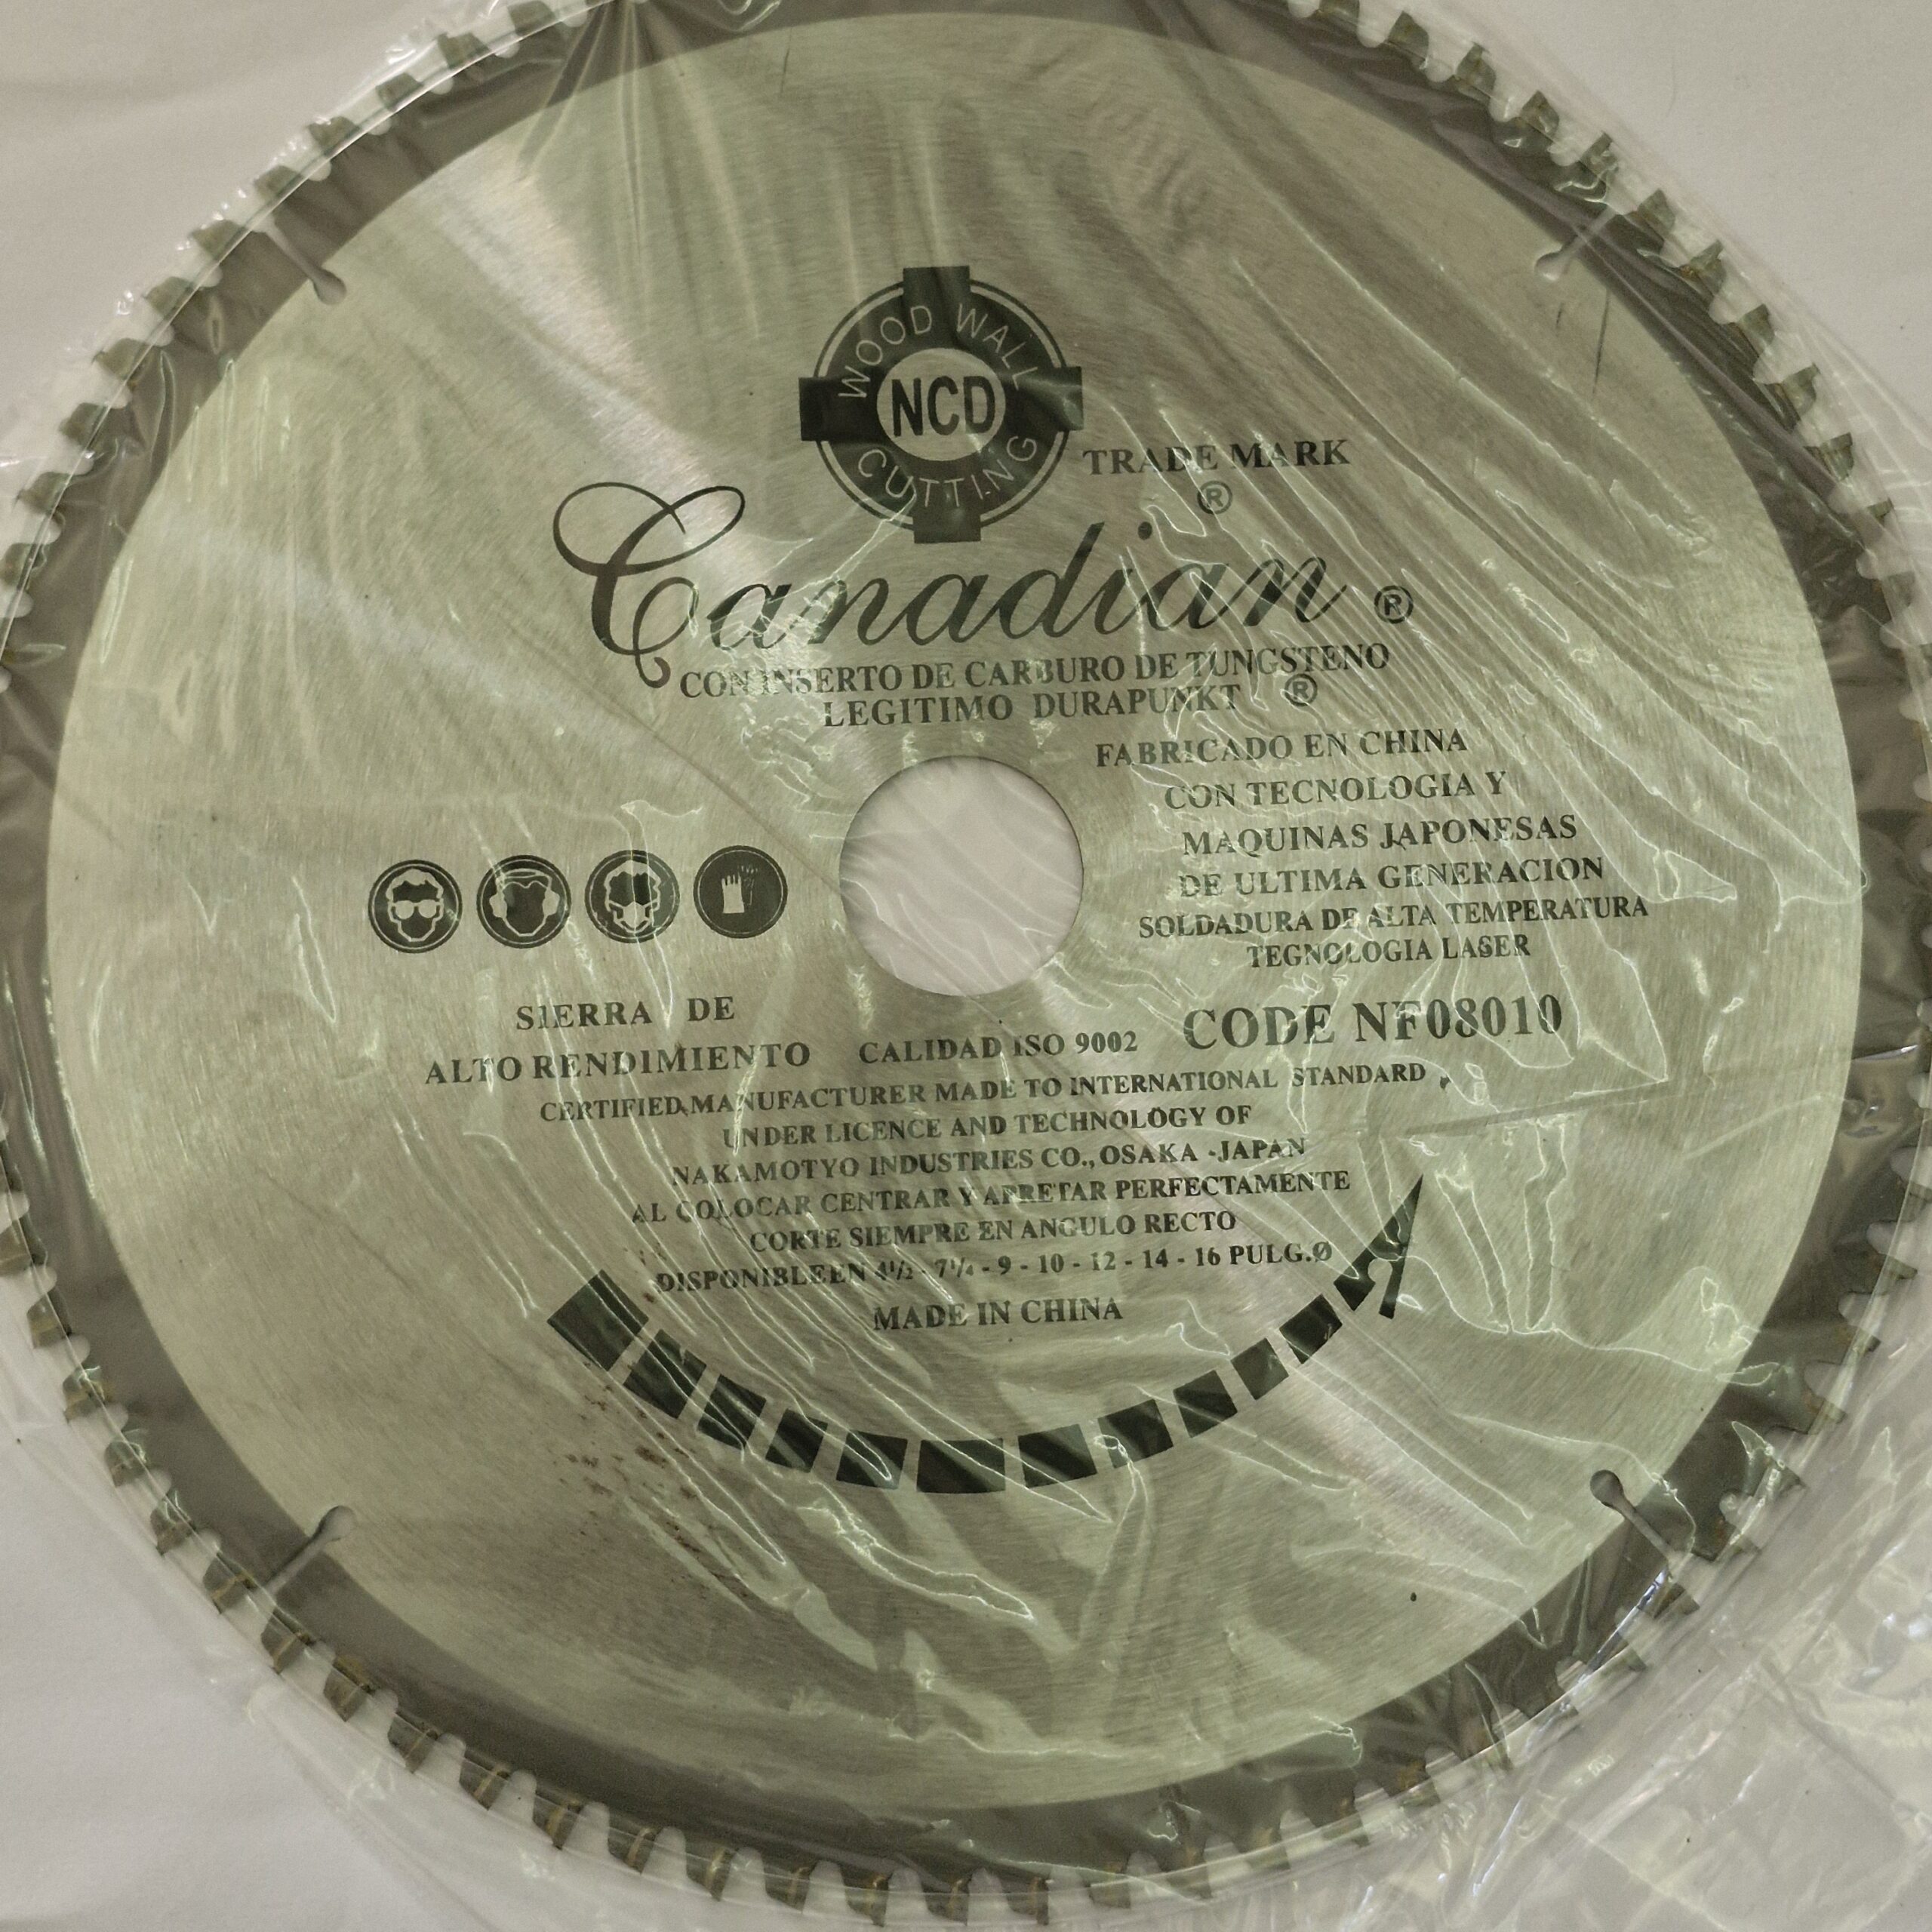 WOOD WALL
NCD
CUTTING
TRADE MARK
®
Canadian ®
CON INSERTO DE CARBURO DE TUNGSTENO
LEGITIMO DURAPUNKT ®
FABRICADO EN CHINA
CON TECNOLOGIA Y
MAQUINAS JAPONESAS
DE ULTIMA GENERACION
SOLDADURA DE ALTA TEMPERATURA
TEGNOLOGIA LASER
SIERRA DE
ALTO RENDIMIENTO
CALIDAD ISO 9002
CODE NF08010
CERTIFIED MANUFACTURER MADE TO INTERNATIONAL STANDARD
UNDER LICENCE AND TECHNOLOGY OF
NAKAMOTYO INDUSTRIES CO., OSAKA -JAPAN
AL COLOCAR CENTRAR Y APRETAR PERFECTAMENTE
CORTE SIEMPRE EN ANGULO RECTO
DISPONIBLE EN 4½ - 7¼ - 9 - 10 - 12 - 14 - 16 PULG.Ø
MADE IN CHINA